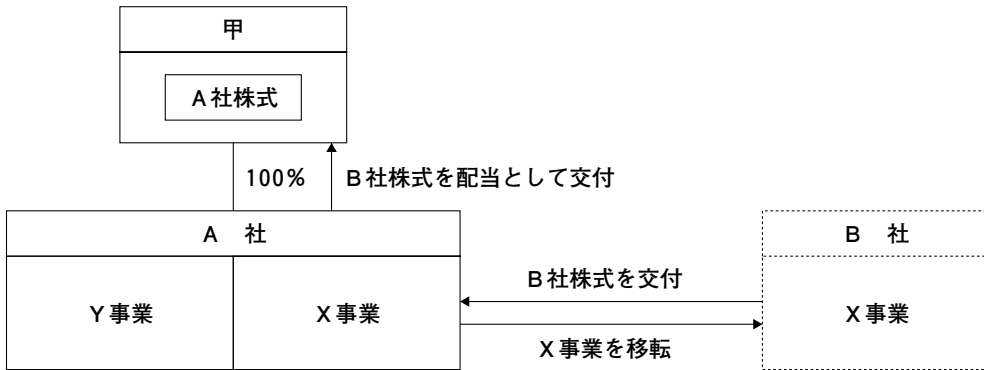 甲
A社株式
100%
B社株式を配当として交付
A 社
B 社
Y事業
X事業
B社株式を交付
X事業を移転
X事業